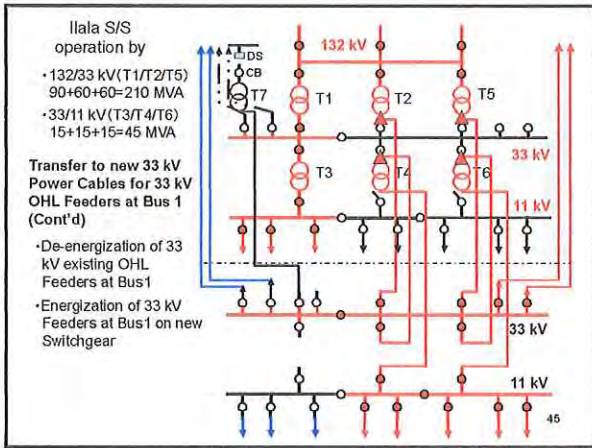 Ilala S/S
operation by
•132/33 kV(T1/T2/T5)
90+60+60=210 MVA
•33/11 kV(T3/T4/T6)
15+15+15=45 MVA
Transfer to new 33 kV
Power Cables for 33 kV
OHL Feeders at Bus 1
(Cont'd)
•De-energization of 33
kV existing OHL
Feeders at Bus1
•Energization of 33 kV
Feeders at Bus1 on new
Switchgear
132 kV
DS
CB
T7
T1
T2
T5
33 kV
T3
T4
T6
11 kV
33 kV
11 kV
45